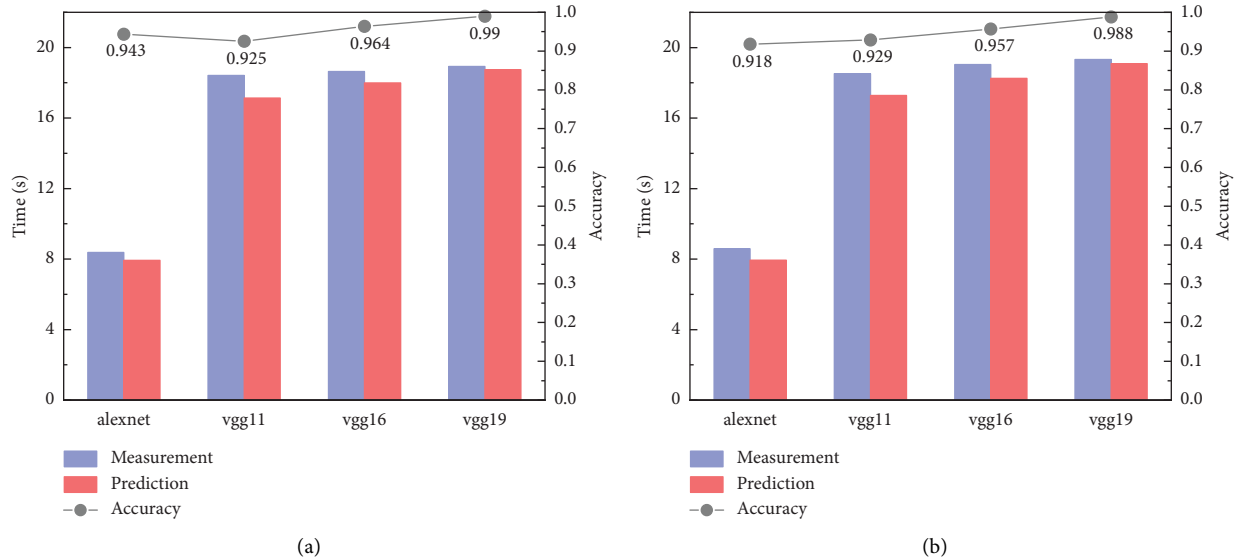 Time (s)
20
16
12
8
4
0
0.943
0.925
0.964
0.99
1.0
0.9
0.8
0.7
0.6
0.5
0.4
0.3
0.2
0.1
0.0
Accuracy
alexnet
vgg11
vgg16
vgg19
Measurement
Prediction
Accuracy
(a)
Time (s)
20
16
12
8
4
0
0.918
0.929
0.957
0.988
1.0
0.9
0.8
0.7
0.6
0.5
0.4
0.3
0.2
0.1
0.0
Accuracy
alexnet
vgg11
vgg16
vgg19
Measurement
Prediction
Accuracy
(b)